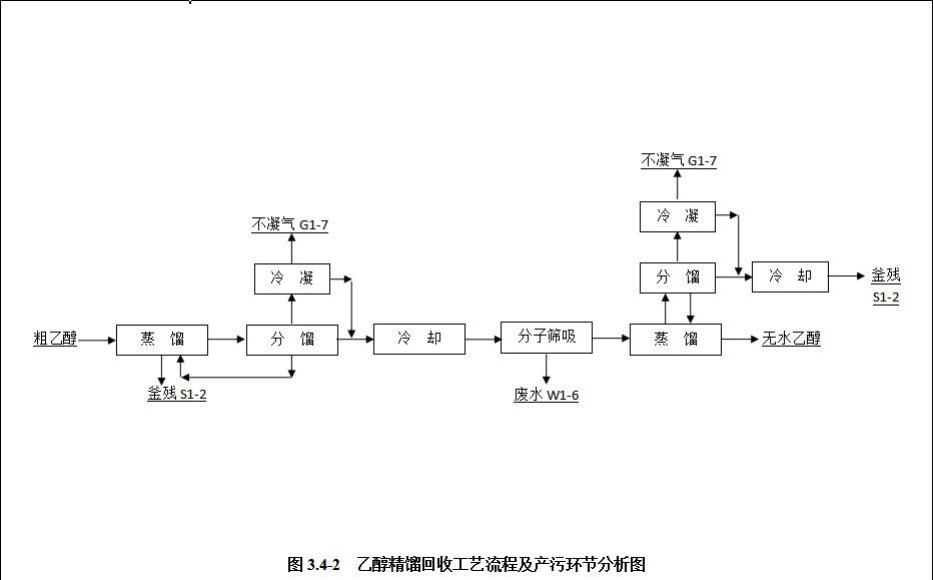 不凝气 G1-7
冷 凝
不凝气 G1-7
冷 凝
分 馏
冷 却
釜残
S1-2
粗乙醇
蒸 馏
分 馏
冷 却
分子筛吸
蒸 馏
无水乙醇
釜残 S1-2
废水 W1-6
图 3.4-2 乙醇精馏回收工艺流程及产污环节分析图